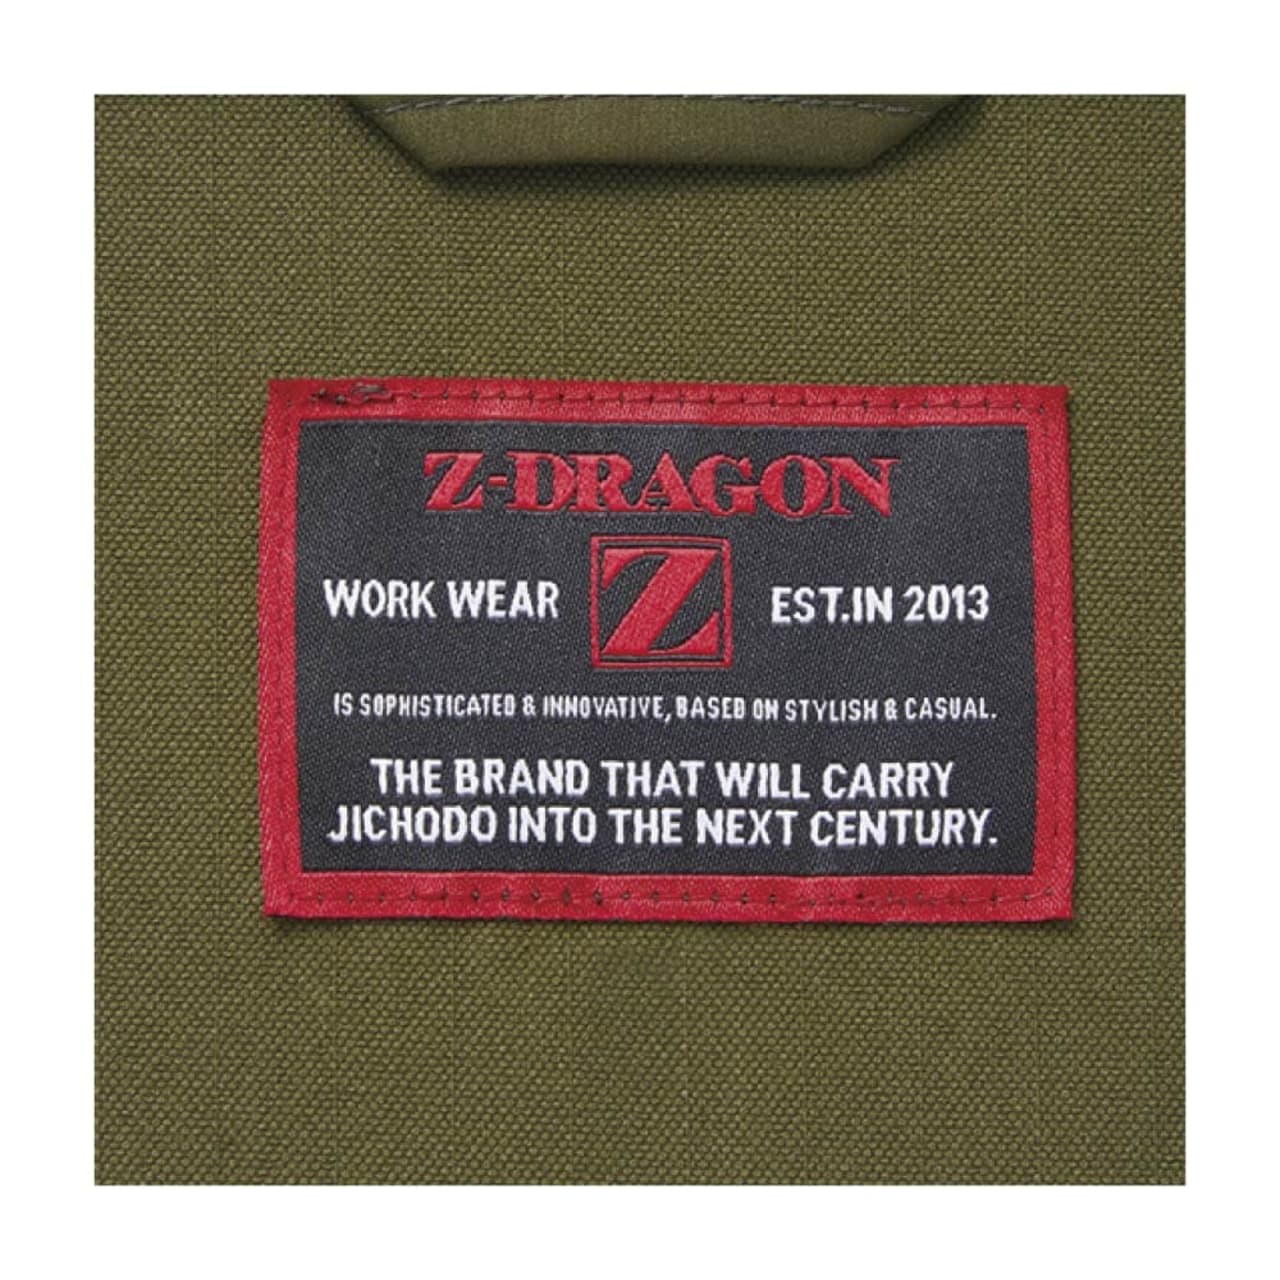 Z-DRAGON
Z
WORK WEAR EST.IN 2013
IS SOPHISTICATED & INNOVATIVE, BASED ON STYLISH & CASUAL.
THE BRAND THAT WILL CARRY
JICHODO INTO THE NEXT CENTURY.